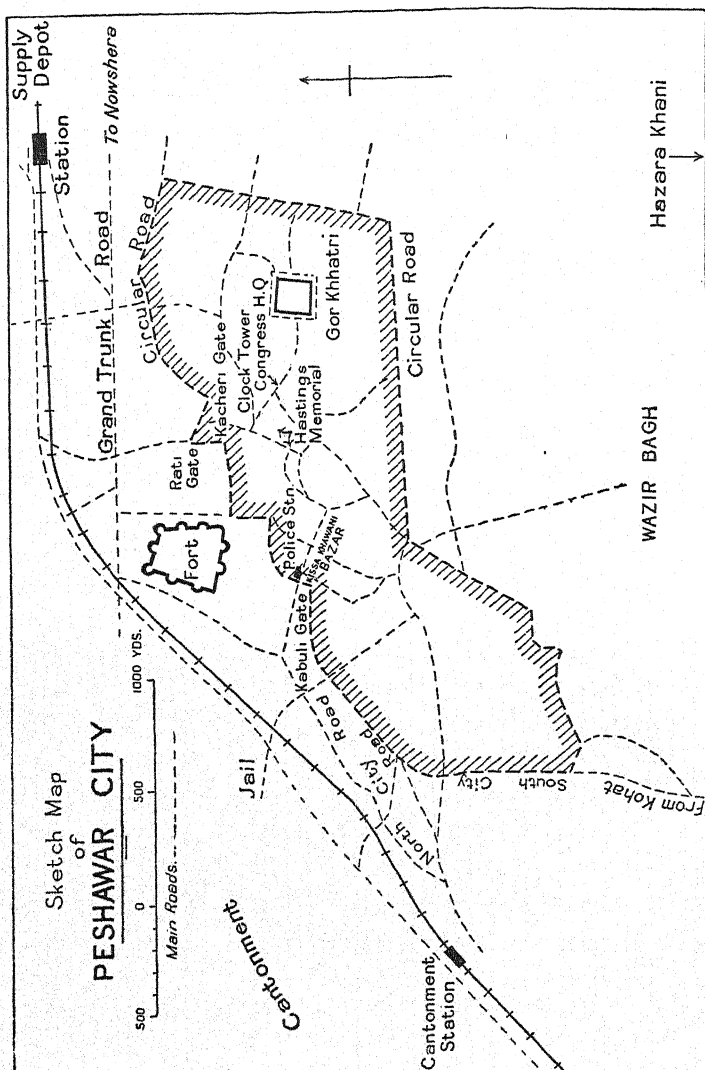 Sketch Map
of
PESHAWAR CITY
500
0
500
1000 YDS.
Main Roads
Supply
Depot
Station
To Nowshera
Grand Trunk Road
Circular Road
Fort
Rati
Gate
Kacheri Gate
Clock Tower
Congress H.Q
Gor Khhatri
Hastings
Memorial
Police Stn.
KISSA KHAWANI
BAZAR
Kabuli Gate
Circular Road
Jail
North City Road
Road
South City
From Kohat
Cantonment
Cantonment
Station
WAZIR BAGH
Hazara Khani